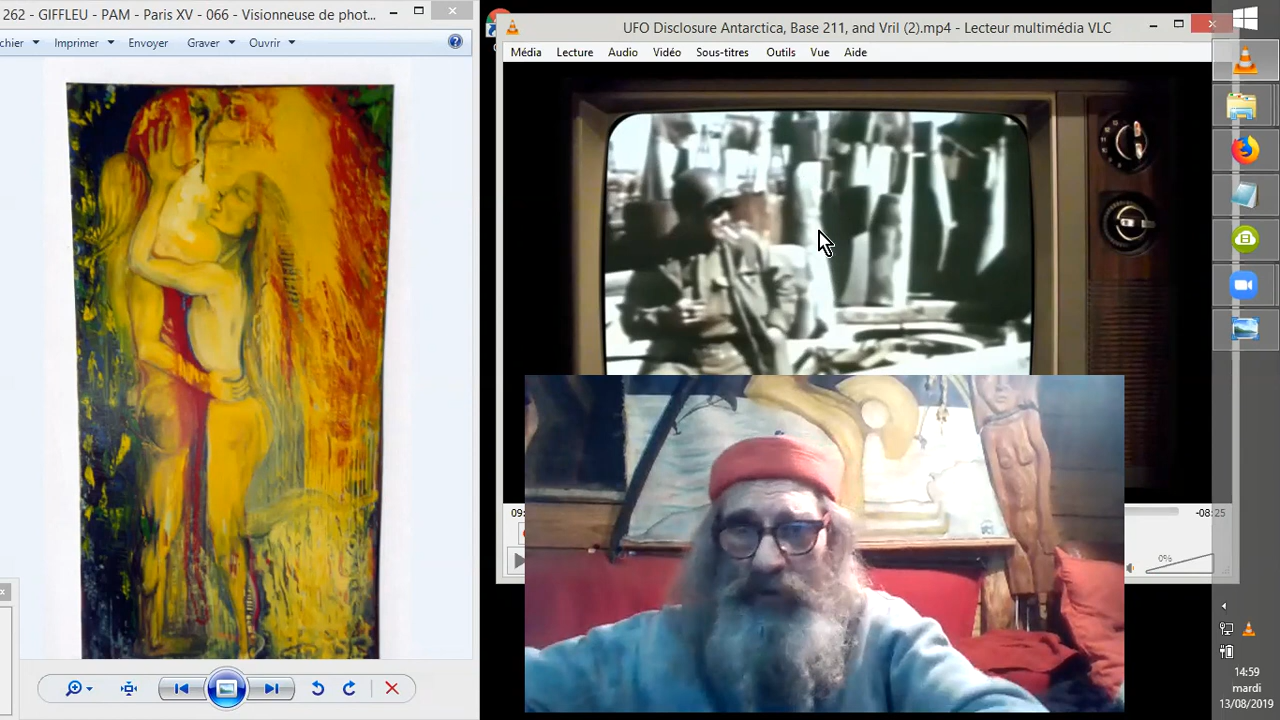 262 - GIFFLEU - PAM - Paris XV - 066 - Visionneuse de phot...
chier Imprimer Envoyer Graver Ouvrir
UFO Disclosure Antarctica, Base 211, and Vril (2).mp4 - Lecteur multimédia VLC
Média Lecture Audio Vidéo Sous-titres Outils Vue Aide
09:
-08:25
0%
14:59
mardi
13/08/2019